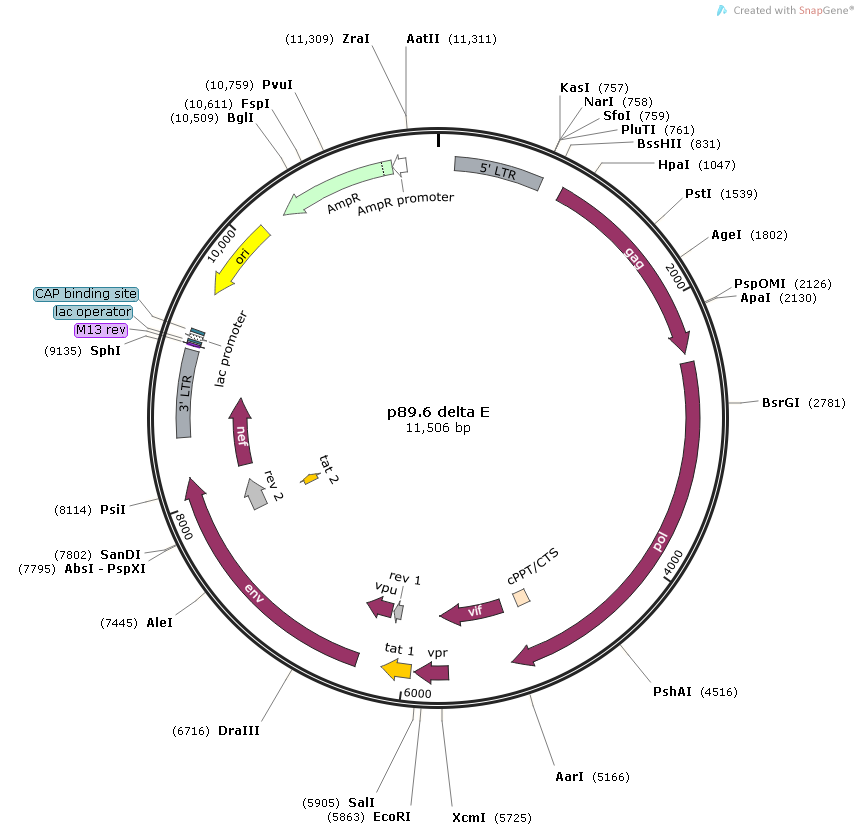 Created with SnapGene®
(11,309) ZraI
AatII (11,311)
(10,759) PvuI
(10,611) FspI
(10,509) BglI
KasI (757)
NarI (758)
SfoI (759)
PluTI (761)
BssHII (831)
HpaI (1047)
PstI (1539)
AgeI (1802)
PspOMI (2126)
ApaI (2130)
BsrGI (2781)
5' LTR
AmpR
AmpR promoter
gag
2000
10,000
ori
CAP binding site
lac operator
M13 rev
(9135) SphI
lac promoter
3' LTR
p89.6 delta E
11,506 bp
nef
rev 2
tat 2
pol
4000
(8114) PsiI
8000
(7802) SanDI
(7795) AbsI - PspXI
(7445) AleI
env
cPPT/CTS
rev 1
vpu
vif
tat 1
vpr
6000
PshAI (4516)
(6716) DraIII
AarI (5166)
(5905) SalI
(5863) EcoRI
XcmI (5725)